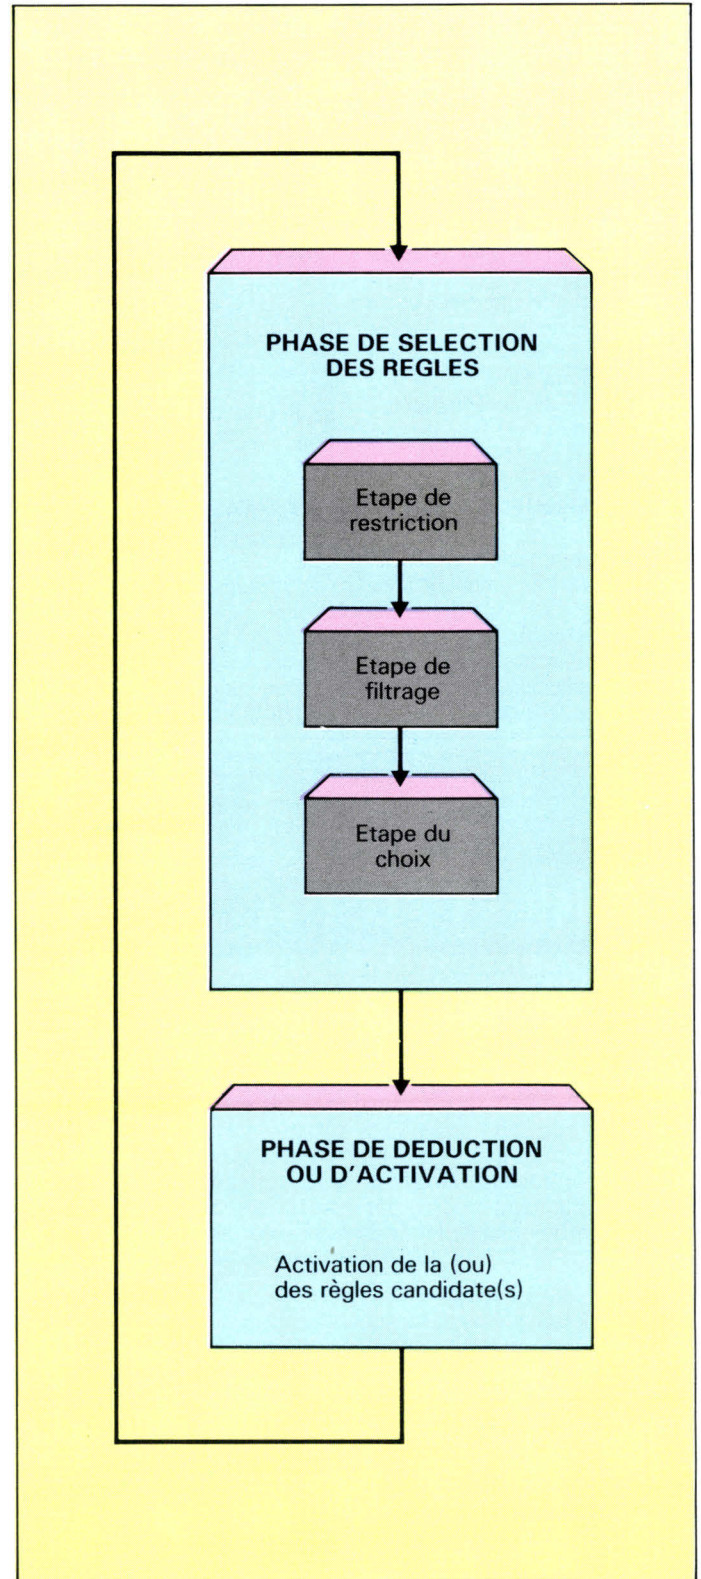 PHASE DE SELECTION
DES REGLES
Etape de
restriction
Etape de
filtrage
Etape du
choix
PHASE DE DEDUCTION
OU D'ACTIVATION
Activation de la (ou)
des règles candidate(s)